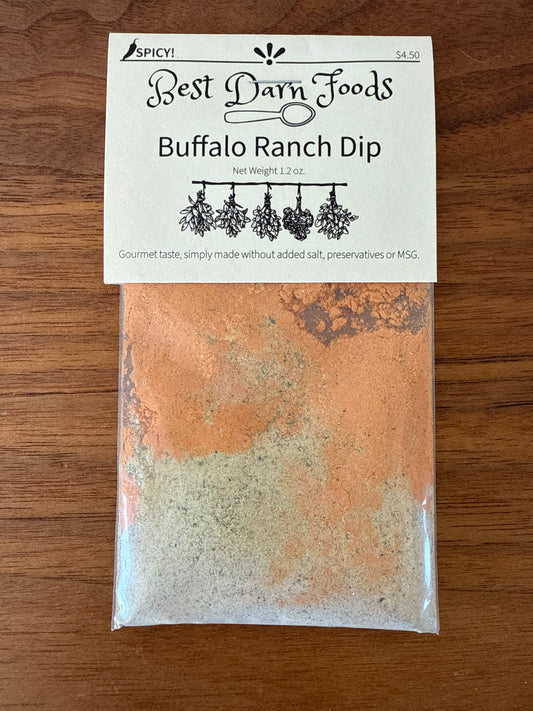 SPICY!
$4.50
Best Darn Foods
Buffalo Ranch Dip
Net Weight 1.2 oz.
Gourmet taste, simply made without added salt, preservatives or MSG.